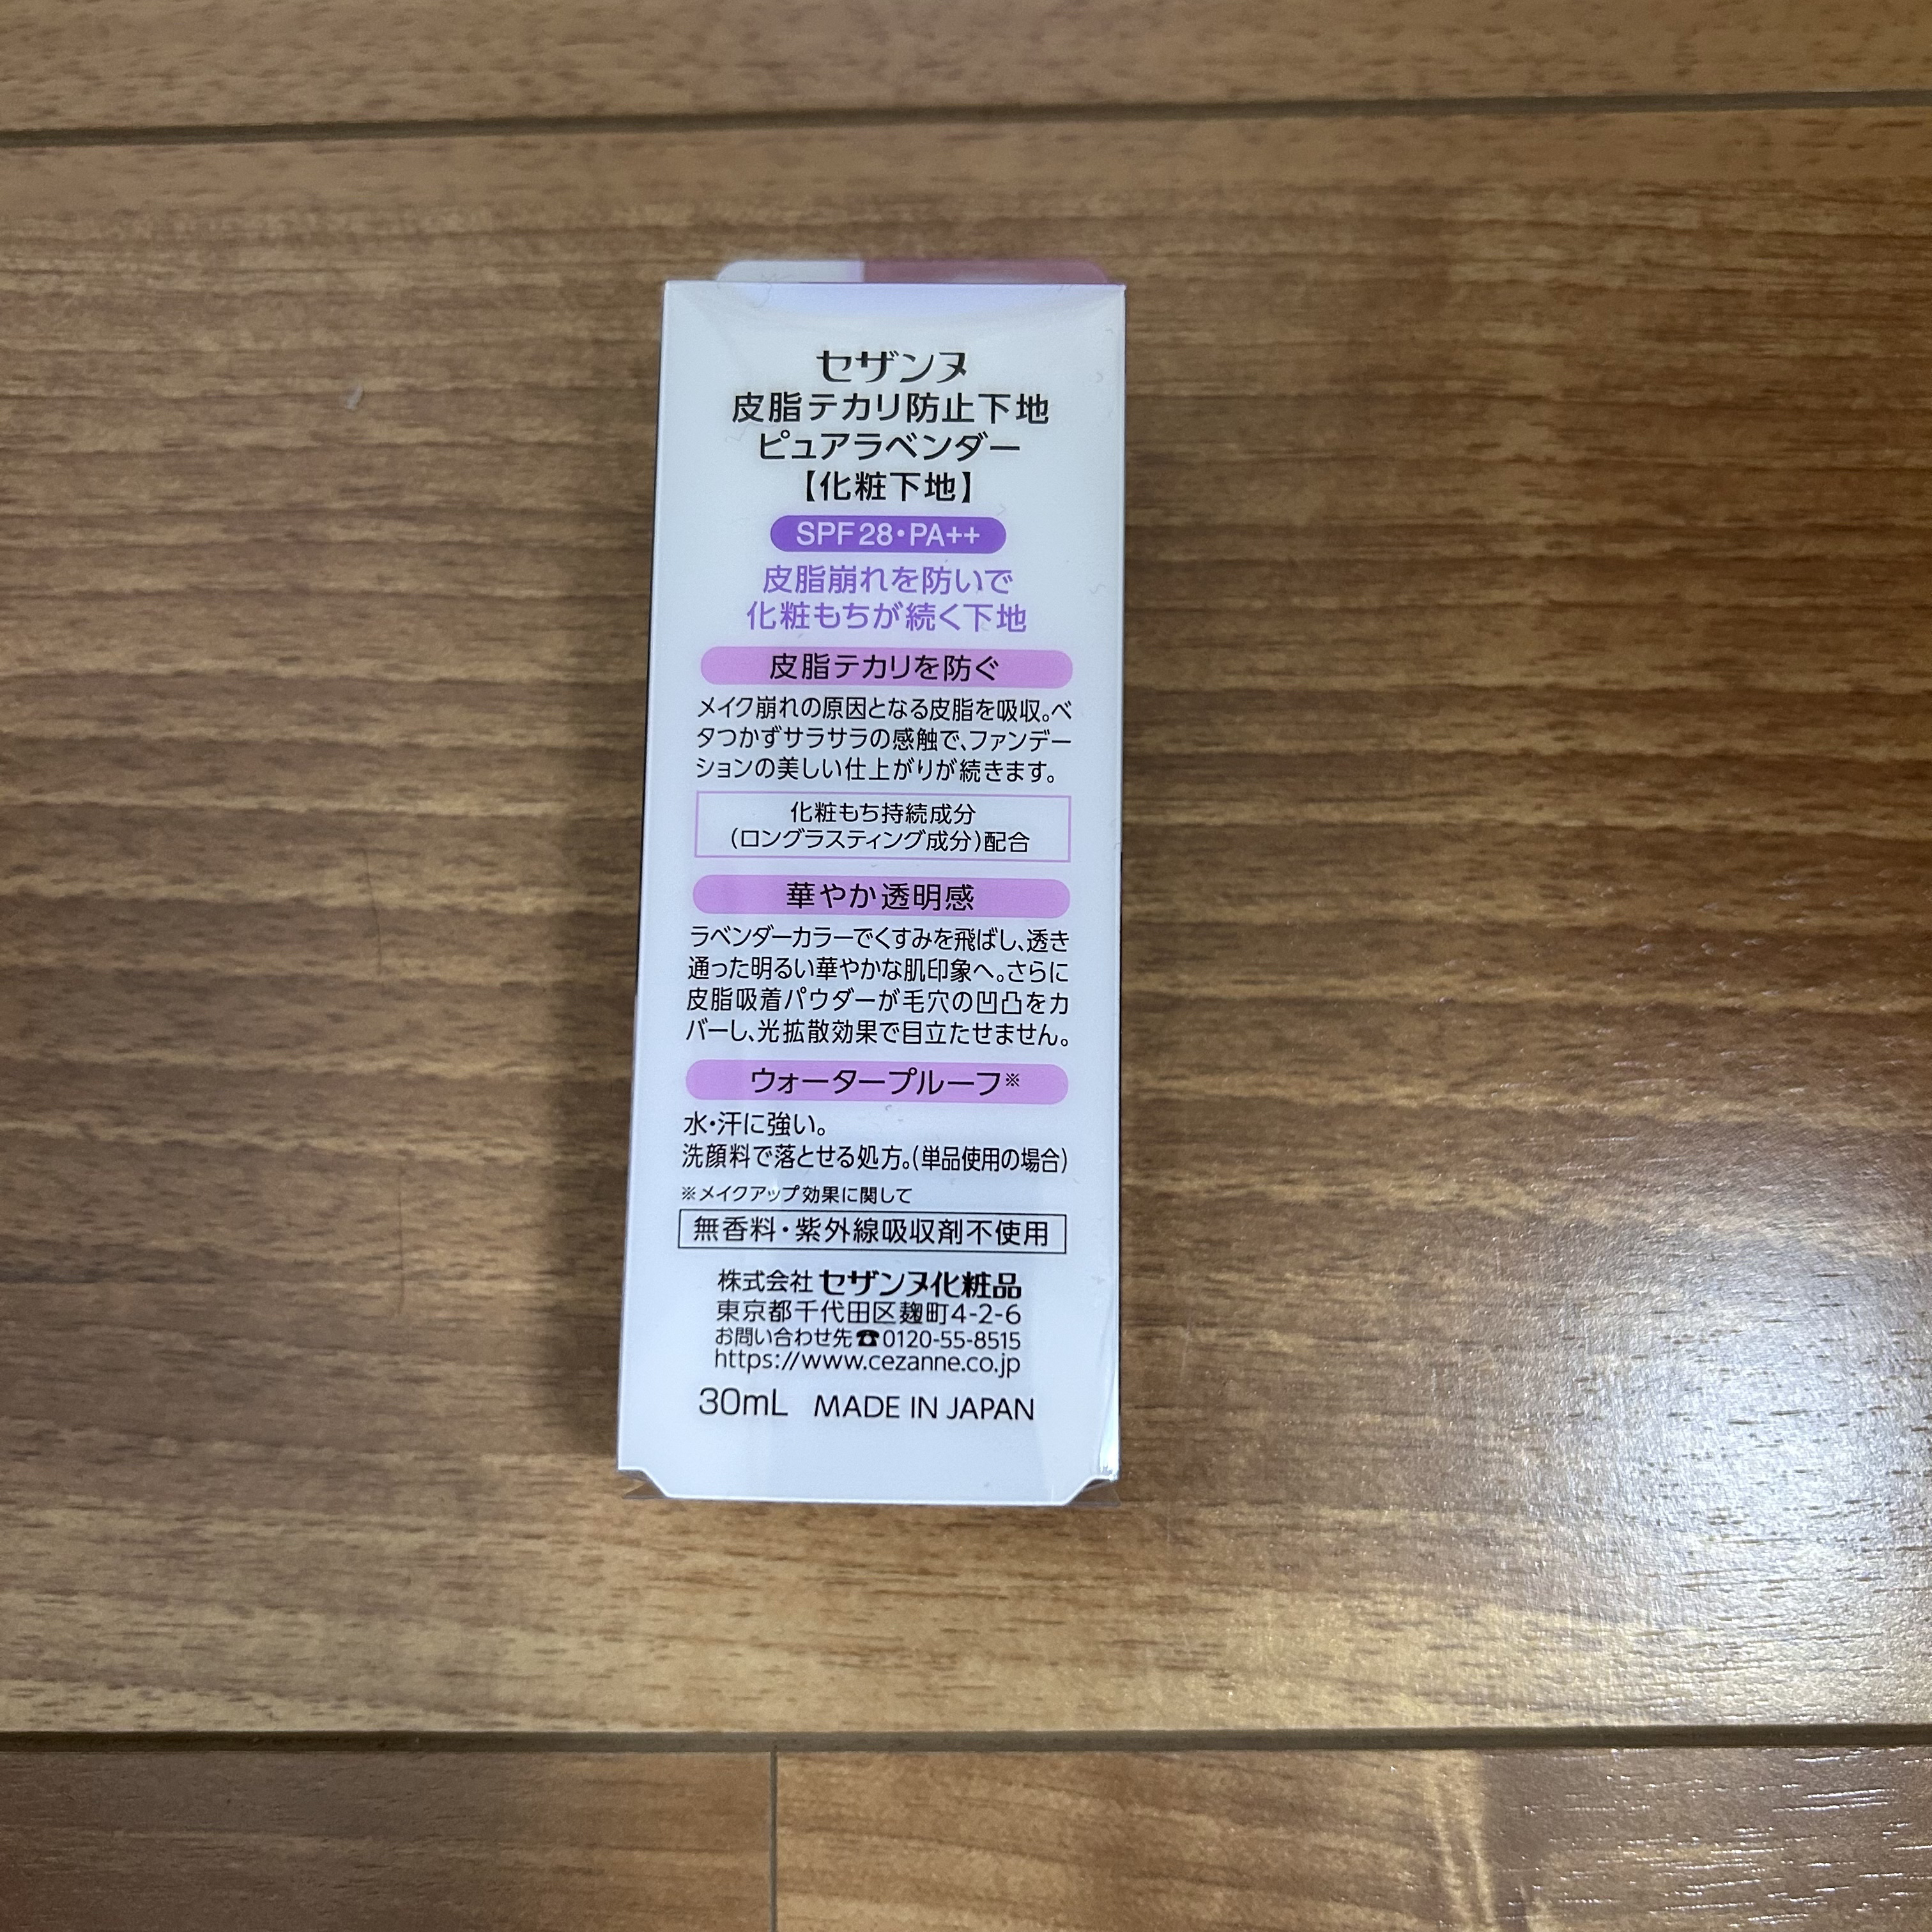 セザンヌ
皮脂テカリ防止下地
ピュアラベンダー
【化粧下地】
SPF28・PA++
皮脂崩れを防いで
化粧もちが続く下地
皮脂テカリを防ぐ
メイク崩れの原因となる皮脂を吸収。ベ
タつかずサラサラの感触で、ファンデー
ションの美しい仕上がりが続きます。
化粧もち持続成分
(ロングラスティング成分)配合
華やか透明感
ラベンダーカラーでくすみを飛ばし、透き
通った明るい華やかな肌印象へ。さらに
皮脂吸着パウダーが毛穴の凹凸をカ
バーし、光拡散効果で目立たせません。
ウォータープルーフ※
水・汗に強い。
洗顔料で落とせる処方。(単品使用の場合)
※メイクアップ効果に関して
無香料・紫外線吸収剤不使用
株式会社 セザンヌ化粧品
東京都千代田区麹町4-2-6
お問い合わせ先☎0120-55-8515
https://www.cezanne.co.jp
30mL MADE IN JAPAN